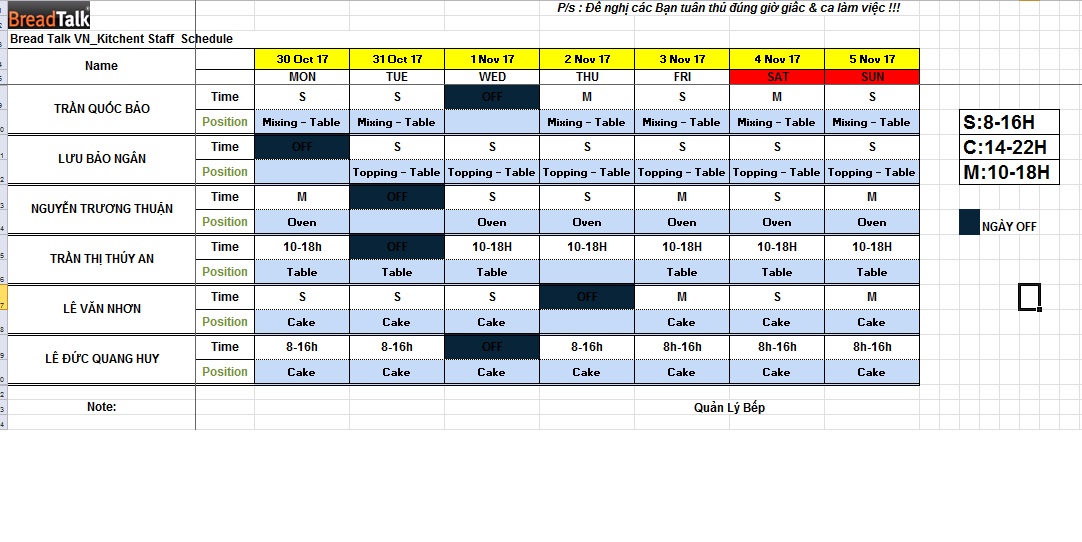 P/s : Đề nghị các Bạn tuân thủ đúng giờ giấc & ca làm việc !!!
BreadTalk
Bread Talk VN_Kitchent Staff Schedule
Name 30 Oct 17 31 Oct 17 1 Nov 17 2 Nov 17 3 Nov 17 4 Nov 17 5 Nov 17
MON TUE WED THU FRI SAT SUN
TRẦN QUỐC BẢO Time S S OFF M S M S
Position Mixing - Table Mixing - Table Mixing - Table Mixing - Table Mixing - Table Mixing - Table
S:8-16H
LƯU BẢO NGÂN Time OFF S S S S S S
C:14-22H
Position Topping - Table Topping - Table Topping - Table Topping - Table Topping - Table Topping - Table
M:10-18H
NGUYỄN TRƯƠNG THUẬN Time M OFF S S M S M
Position Oven Oven Oven Oven Oven Oven
NGÀY OFF
TRẦN THỊ THÚY AN Time 10-18h OFF 10-18H 10-18H 10-18H 10-18H 10-18H
Position Table Table Table Table Table Table
LÊ VĂN NHƠN Time S S S OFF M S M
Position Cake Cake Cake Cake Cake Cake
LÊ ĐỨC QUANG HUY Time 8-16h 8-16h OFF 8-16h 8h-16h 8h-16h 8h-16h
Position Cake Cake Cake Cake Cake Cake Cake
Note: Quản Lý Bếp